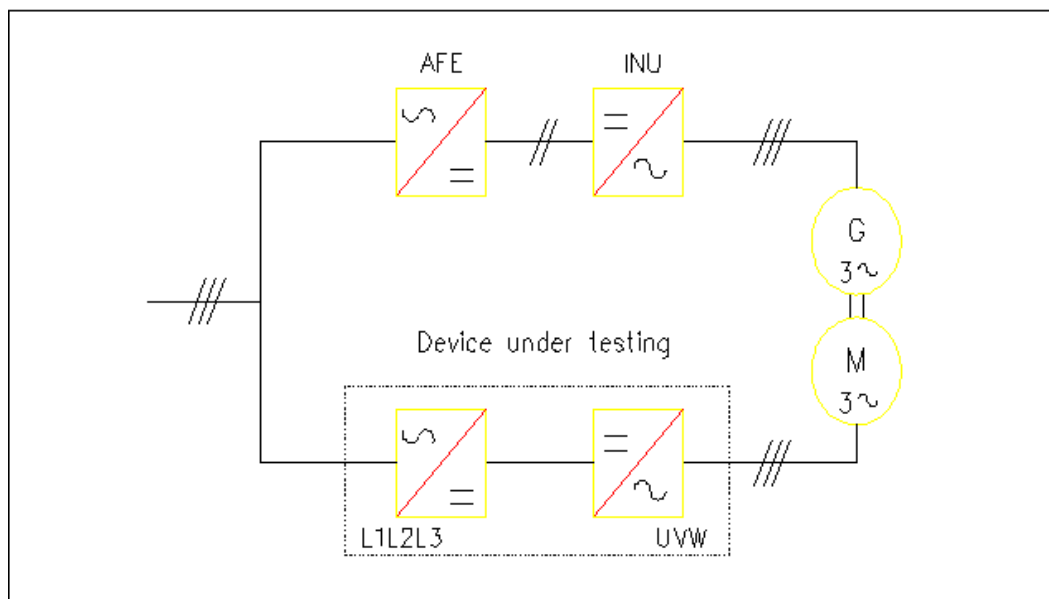 AFE INU
G
3~
Device under testing
M
3~
L1L2L3 UVW